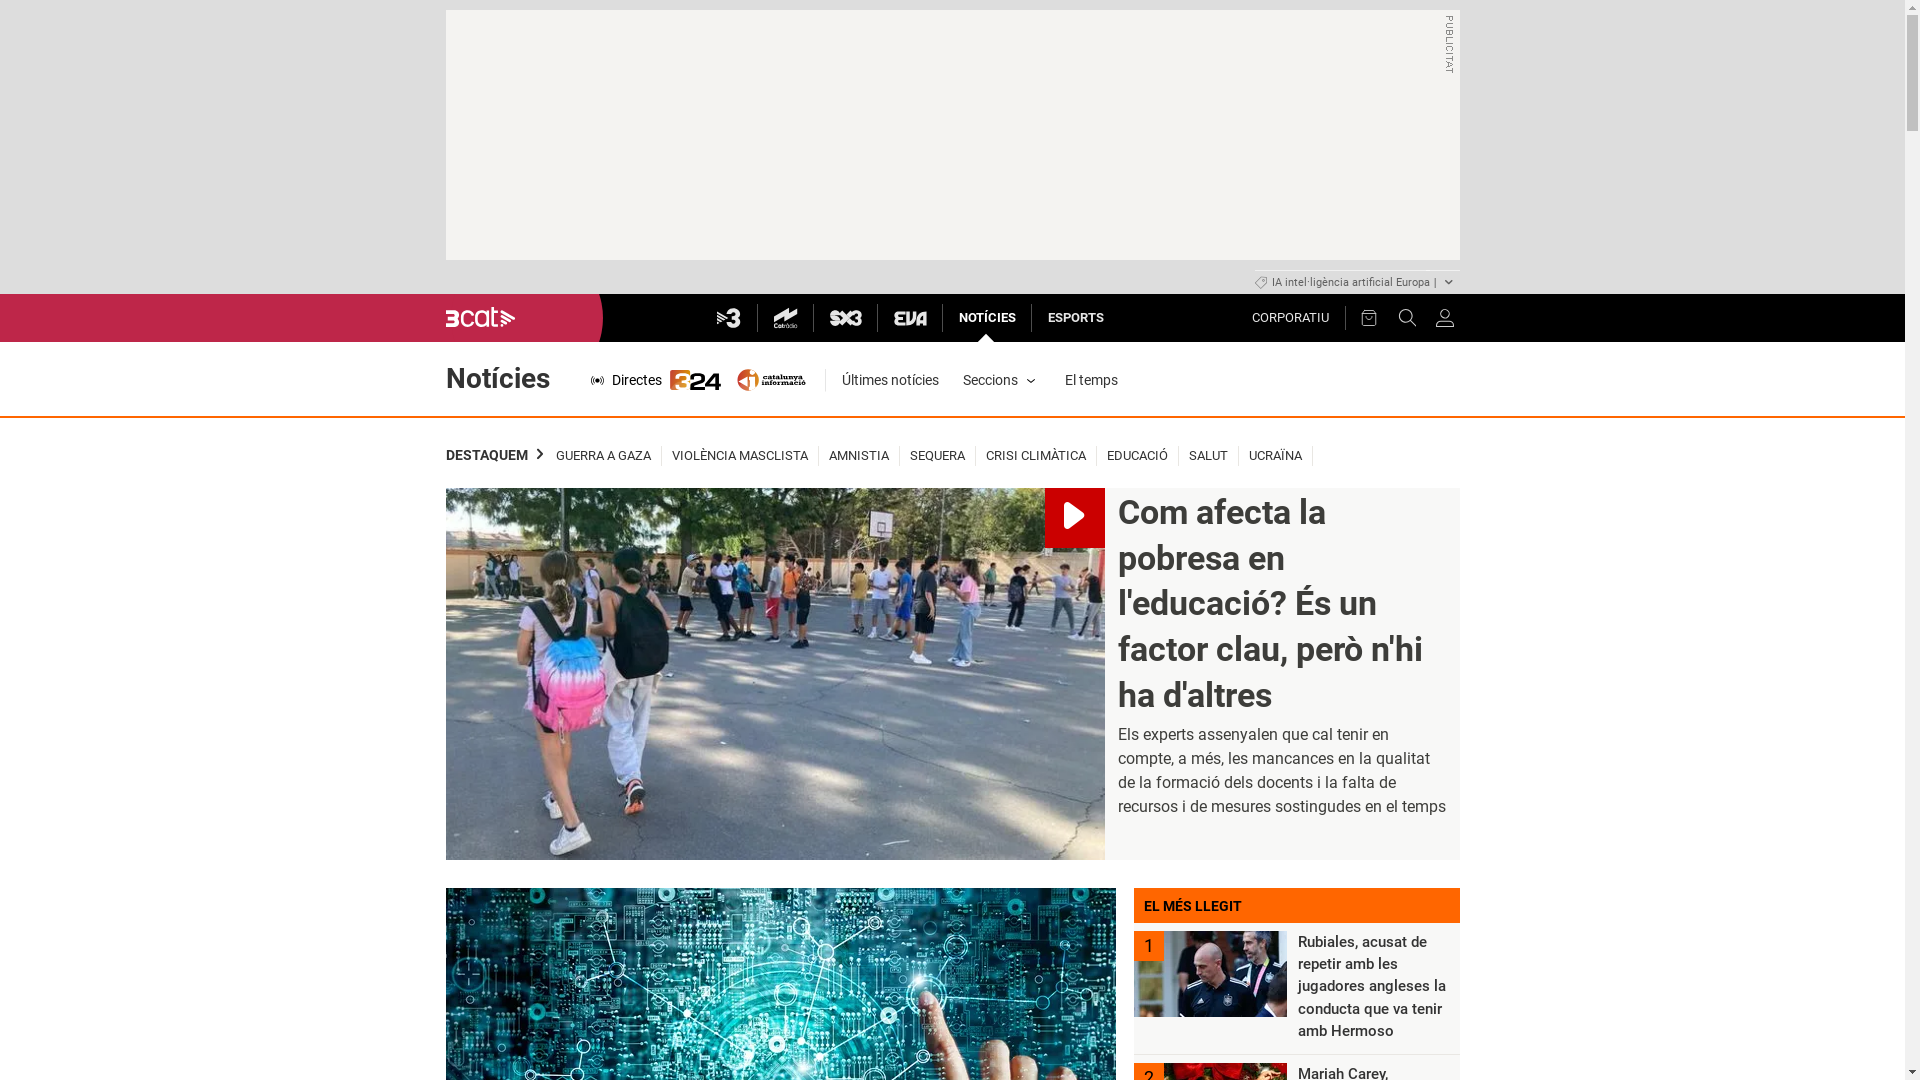 PUBLICITAT
IA intel·ligència artificial Europa |
3cat
3
Catràdio
SX3
EVA
NOTÍCIES
ESPORTS
CORPORATIU
Notícies
Directes
324
catalunya
informació
Últimes notícies
Seccions
El temps
DESTAQUEM
GUERRA A GAZA
VIOLÈNCIA MASCLISTA
AMNISTIA
SEQUERA
CRISI CLIMÀTICA
EDUCACIÓ
SALUT
UCRAÏNA
Com afecta la
pobresa en
l'educació? És un
factor clau, però n'hi
ha d'altres
Els experts assenyalen que cal tenir en
compte, a més, les mancances en la qualitat
de la formació dels docents i la falta de
recursos i de mesures sostingudes en el temps
EL MÉS LLEGIT
1
Rubiales, acusat de
repetir amb les
jugadores angleses la
conducta que va tenir
amb Hermoso
2
Mariah Carey,